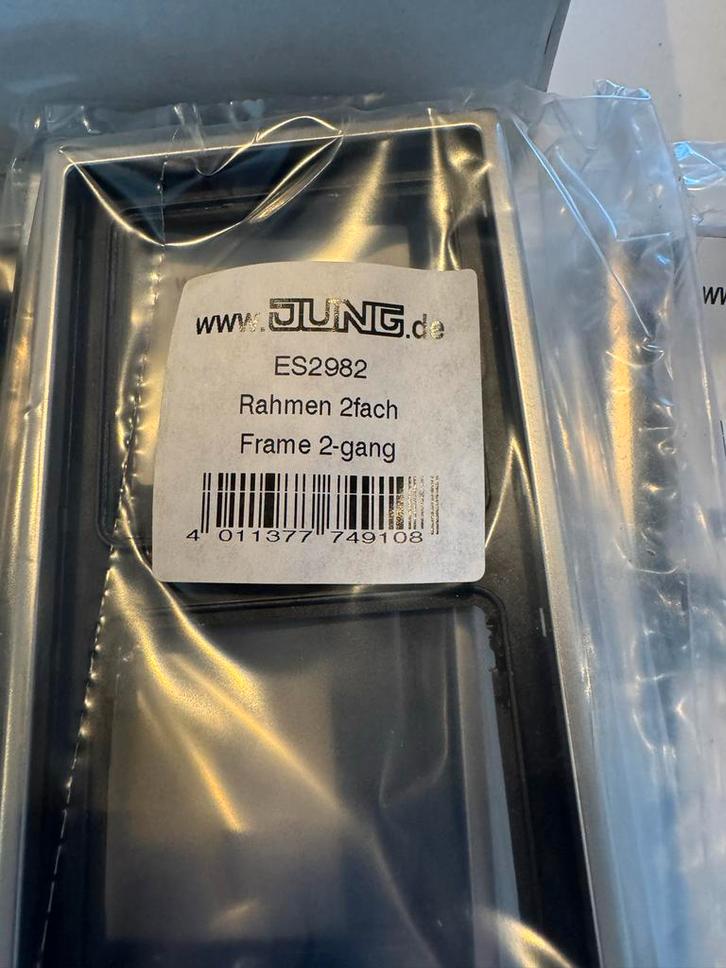 www.JUNG.de
ES2982
Rahmen 2fach
Frame 2-gang
4 011377 749108